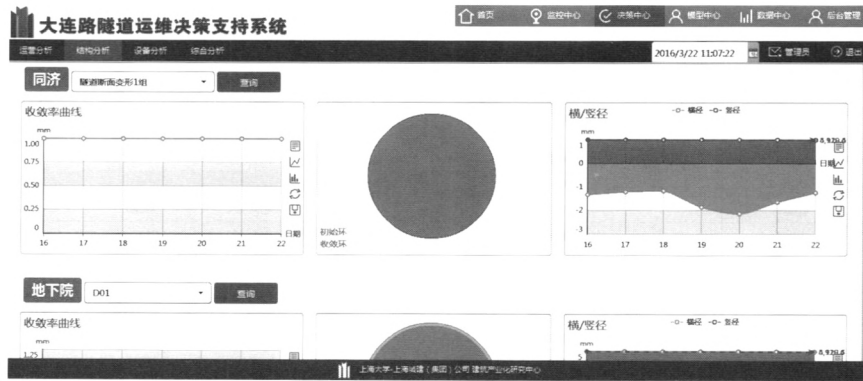 大连路隧道运维决策支持系统
首页 监控中心 决策中心 模型中心 数据中心 后台管理
运营分析 结构分析 设备分析 综合分析
2016/3/22 11:07:22 管理员 退出
同济 隧道断面变形1组 查询
收敛率曲线
mm
1.00
0.75
0.50
0.25
0
日期
16 17 18 19 20 21 22
初始环
收敛环
横/竖径
横径 竖径
mm
1
0
-1
-2
-3
日期
16 17 18 19 20 21 22
地下院 D01 查询
收敛率曲线
mm
1.25
横/竖径
横径 竖径
mm
5
上海大学-上海城建（集团）公司 建筑产业化研究中心